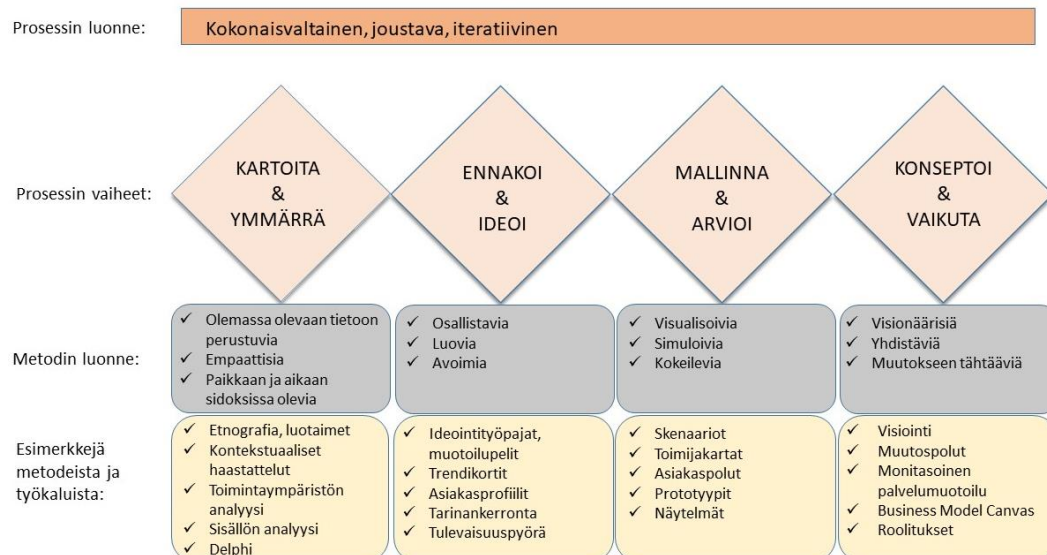 Prosessin luonne:
Kokonaisvaltainen, joustava, iteratiivinen
Prosessin vaiheet:
KARTOITA
&
YMMÄRRÄ
ENNAKOI
&
IDEOI
MALLINNA
&
ARVIOI
KONSEPTOI
&
VAIKUTA
Metodin luonne:
✓ Olemassa olevaan tietoon
perustuvia
✓ Empaattisia
✓ Paikkaan ja aikaan
sidoksissa olevia
✓ Osallistavia
✓ Luovia
✓ Avoimia
✓ Visualisoivia
✓ Simuloivia
✓ Kokeilevia
✓ Visionäärisiä
✓ Yhdistäviä
✓ Muutokseen tähtääviä
Esimerkkejä
metodeista ja
työkaluista:
✓ Etnografia, luotaimet
✓ Kontekstuaaliset
haastattelut
✓ Toimintaympäristön
analyysi
✓ Sisällön analyysi
✓ Delphi
✓ Ideointityöpajat,
muotoilupelit
✓ Trendikortit
✓ Asiakasprofiilit
✓ Tarinankerronta
✓ Tulevaisuuspyörä
✓ Skenaariot
✓ Toimijakartat
✓ Asiakaspolut
✓ Prototyypit
✓ Näytelmät
✓ Visiointi
✓ Muutospolut
✓ Monitasoinen
palvelumuotoilu
✓ Business Model Canvas
✓ Roolitukset